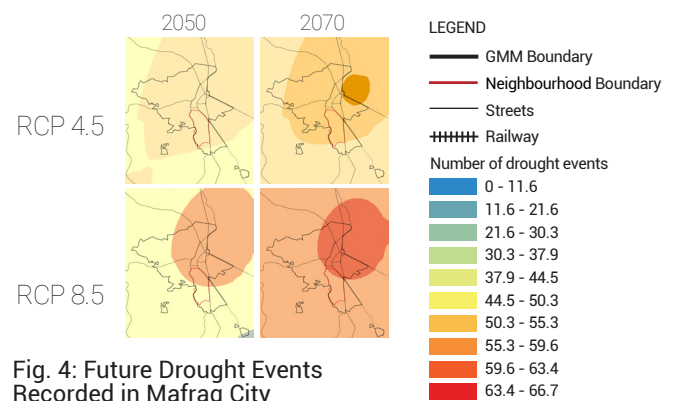 2050
2070
RCP 4.5
RCP 8.5
Fig. 4: Future Drought Events
Recorded in Mafraq City
LEGEND
GMM Boundary
Neighbourhood Boundary
Streets
Railway
Number of drought events
0 - 11.6
11.6 - 21.6
21.6 - 30.3
30.3 - 37.9
37.9 - 44.5
44.5 - 50.3
50.3 - 55.3
55.3 - 59.6
59.6 - 63.4
63.4 - 66.7